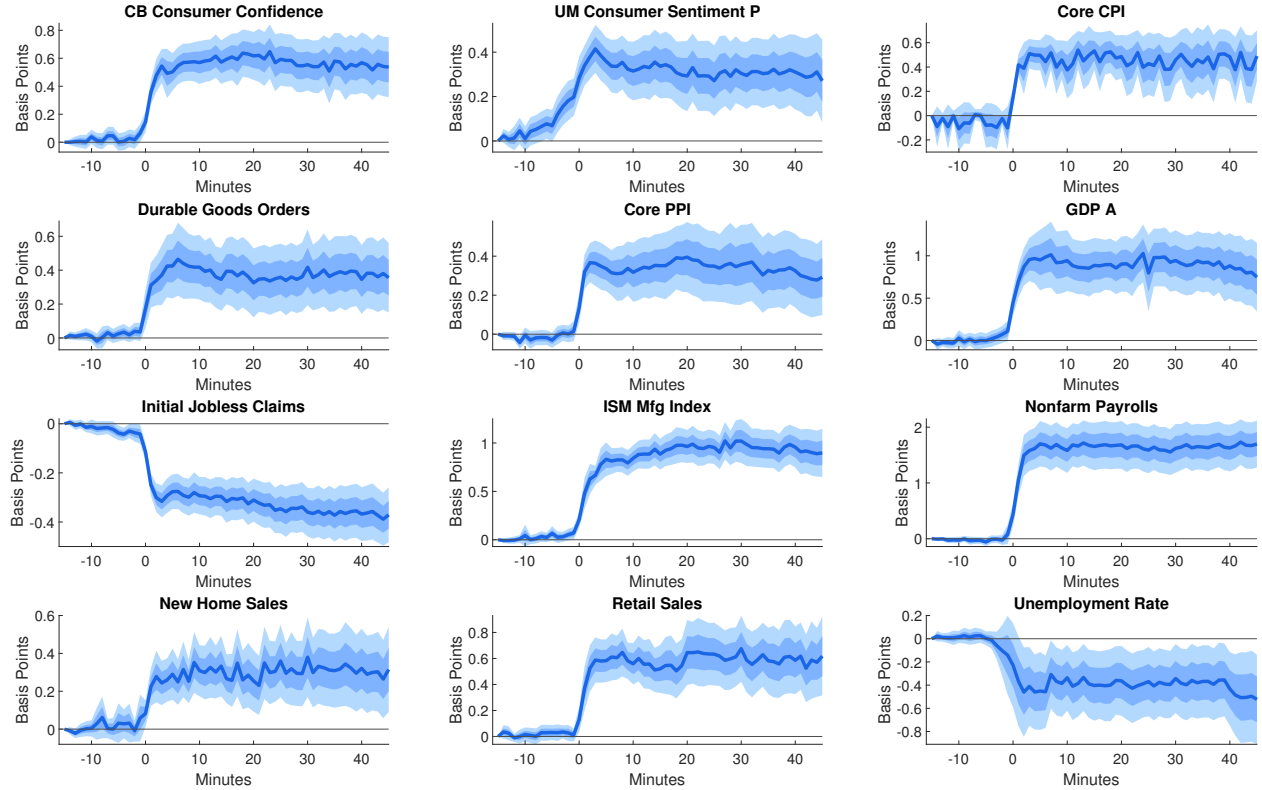 CB Consumer Confidence
Basis Points
0.8
0.6
0.4
0.2
0
-10 0 10 20 30 40
Minutes
UM Consumer Sentiment P
Basis Points
0.4
0.2
0
-10 0 10 20 30 40
Minutes
Core CPI
Basis Points
0.6
0.4
0.2
0
-0.2
-10 0 10 20 30 40
Minutes
Durable Goods Orders
Basis Points
0.6
0.4
0.2
0
-10 0 10 20 30 40
Minutes
Core PPI
Basis Points
0.4
0.2
0
-10 0 10 20 30 40
Minutes
GDP A
Basis Points
1
0.5
0
-10 0 10 20 30 40
Minutes
Initial Jobless Claims
Basis Points
0
-0.2
-0.4
-10 0 10 20 30 40
Minutes
ISM Mfg Index
Basis Points
1
0.5
0
-10 0 10 20 30 40
Minutes
Nonfarm Payrolls
Basis Points
2
1
0
-10 0 10 20 30 40
Minutes
New Home Sales
Basis Points
0.6
0.4
0.2
0
-10 0 10 20 30 40
Minutes
Retail Sales
Basis Points
0.8
0.6
0.4
0.2
0
-10 0 10 20 30 40
Minutes
Unemployment Rate
Basis Points
0.2
0
-0.2
-0.4
-0.6
-0.8
-10 0 10 20 30 40
Minutes